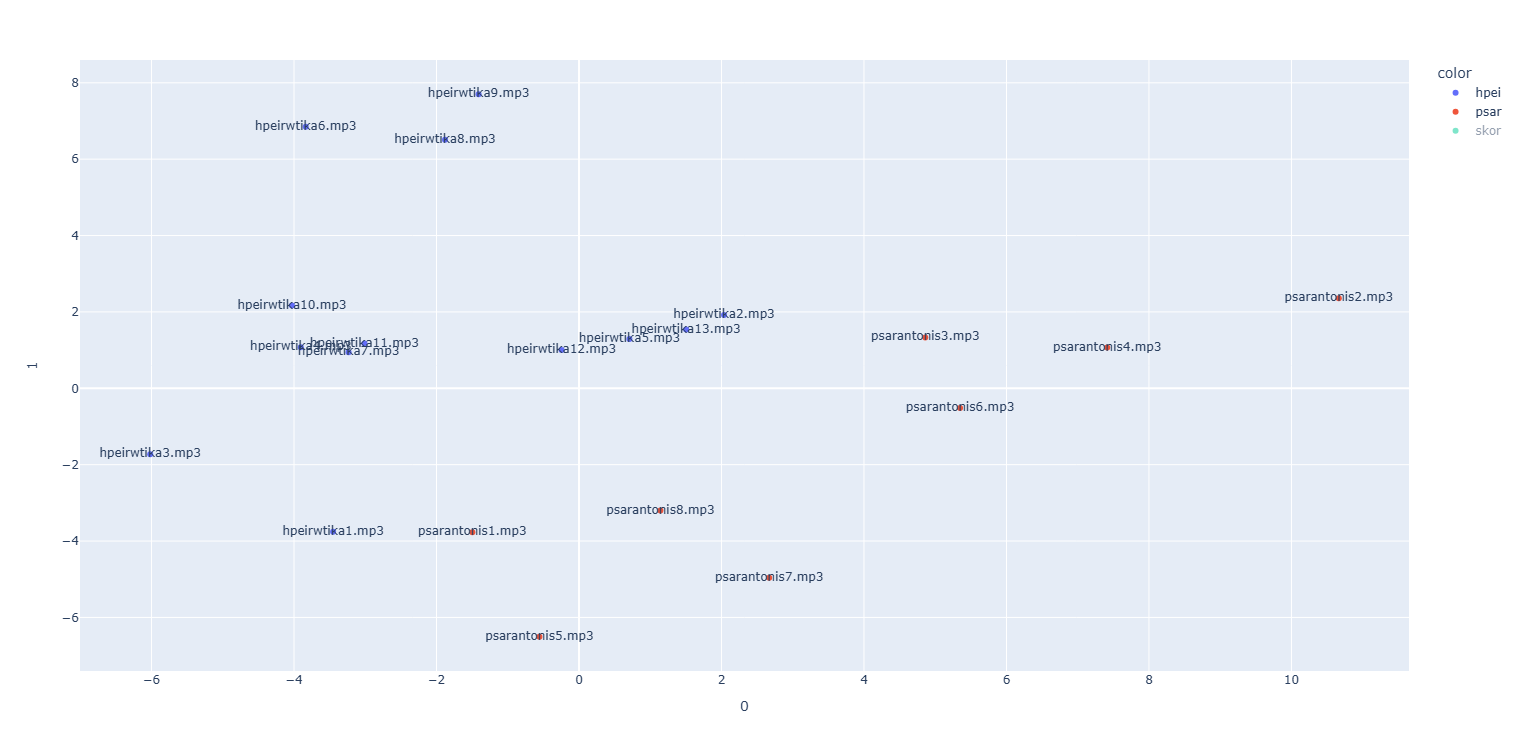 color
hpei
psar
skor
8
6
4
2
0
−2
−4
−6
1
hpeirwtika9.mp3
hpeirwtika6.mp3
hpeirwtika8.mp3
hpeirwtika10.mp3
psarantonis2.mp3
hpeirwtika2.mp3
hpeirwtika13.mp3
hpeirwtika5.mp3
psarantonis3.mp3
hpeirwtika11.mp3
hpeirwtika4.mp3
hpeirwtika7.mp3
hpeirwtika12.mp3
psarantonis4.mp3
psarantonis6.mp3
hpeirwtika3.mp3
psarantonis8.mp3
hpeirwtika1.mp3
psarantonis1.mp3
psarantonis7.mp3
psarantonis5.mp3
−6 −4 −2 0 2 4 6 8 10
0